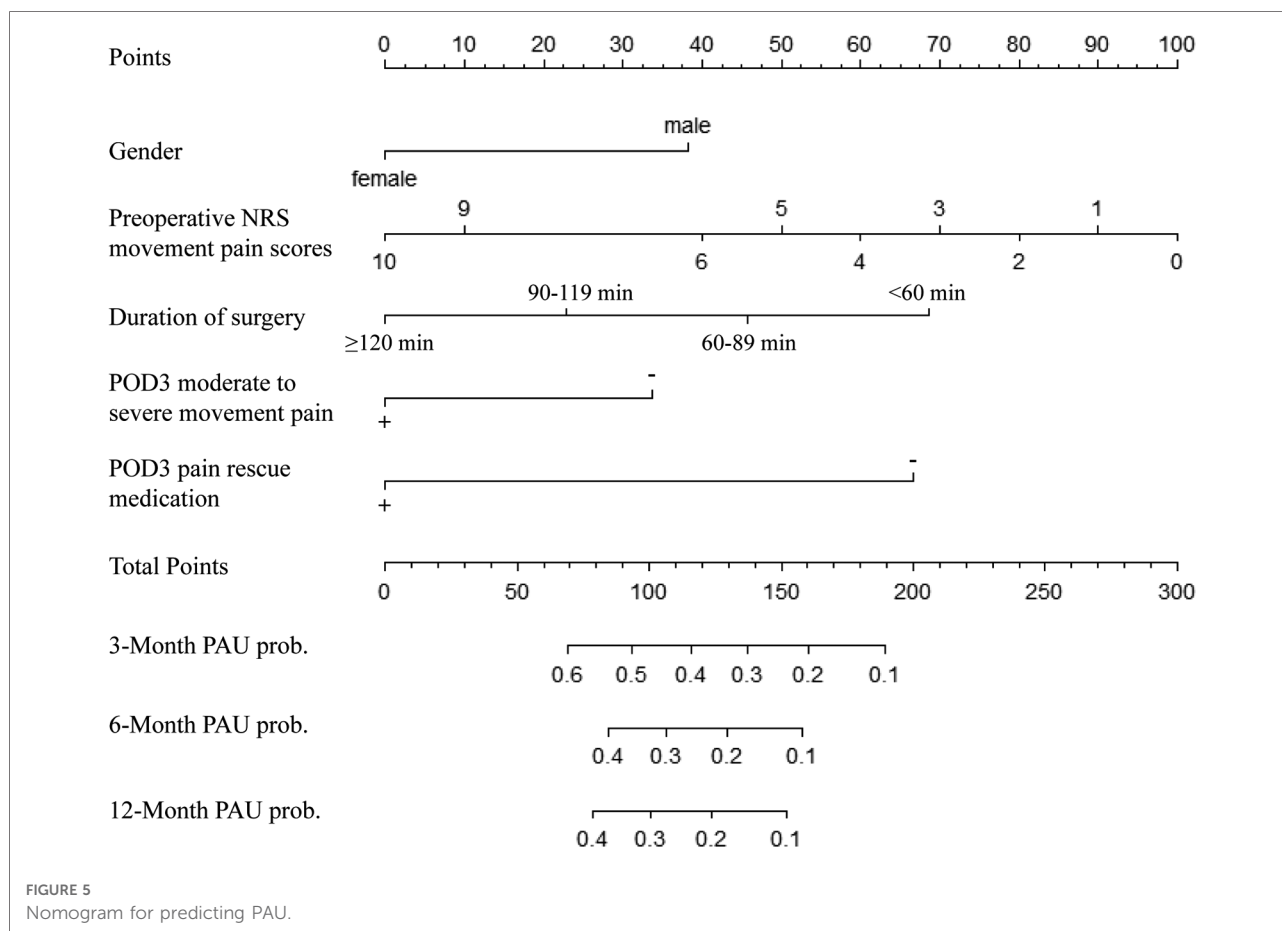 Points
0 10 20 30 40 50 60 70 80 90 100
male
Gender
female
9 5 3 1
Preoperative NRS
movement pain scores
10 6 4 2 0
90-119 min <60 min
Duration of surgery
≥120 min 60-89 min
-
POD3 moderate to
severe movement pain
+
-
POD3 pain rescue
medication
+
Total Points
0 50 100 150 200 250 300
3-Month PAU prob.
0.6 0.5 0.4 0.3 0.2 0.1
6-Month PAU prob.
0.4 0.3 0.2 0.1
12-Month PAU prob.
0.4 0.3 0.2 0.1
FIGURE 5
Nomogram for predicting PAU.